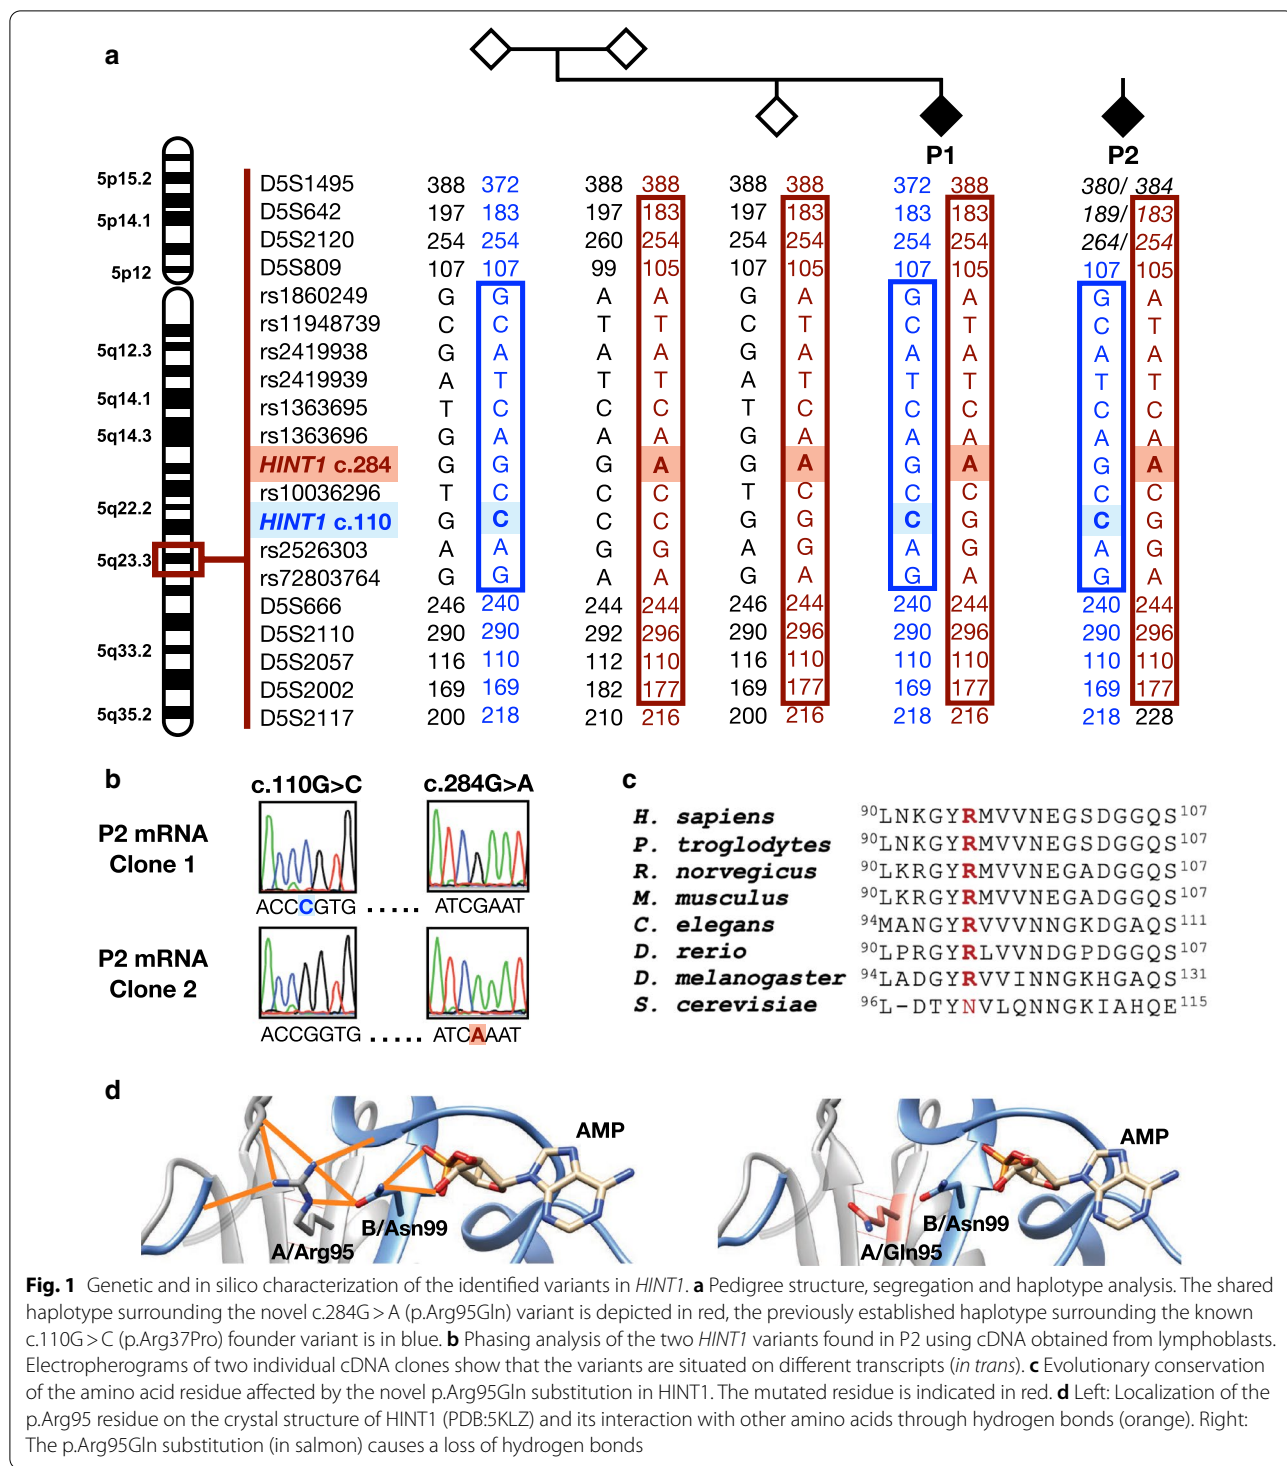 a
P1 P2
5p15.2
5p14.1
5p12
5q12.3
5q14.1
5q14.3
5q22.2
5q23.3
5q33.2
5q35.2
D5S1495 388 372 388 388 388 388 372 388 380/ 384
D5S642 197 183 197 183 197 183 183 183 189/ 183
D5S2120 254 254 260 254 254 254 254 254 264/ 254
D5S809 107 107 99 105 107 105 107 105 107 105
rs1860249 G G A A G A G A G A
rs11948739 C C T T C T C T C T
rs2419938 G A A A G A A A A A
rs2419939 A T T T A T T T T T
rs1363695 T C C C T C C C C C
rs1363696 G A A A G A A A A A
HINT1 c.284 G G G A G A G A G A
rs10036296 T C C C T C C C C C
HINT1 c.110 G C C C G G C G C G
rs2526303 A A G G A G A G A G
rs72803764 G G A A G A G A G A
D5S666 246 240 244 244 246 244 240 244 240 244
D5S2110 290 290 292 296 290 296 290 296 290 296
D5S2057 116 110 112 110 116 110 110 110 110 110
D5S2002 169 169 182 177 169 177 169 177 169 177
D5S2117 200 218 210 216 200 216 218 216 218 228
b
c.110G>C c.284G>A
P2 mRNA
Clone 1
ACCCGTG ..... ATCGAAT
P2 mRNA
Clone 2
ACCGGTG ..... ATCAAAT
c
H. sapiens 90LNKGYRMVVNEGSDGGQS107
P. troglodytes 90LNKGYRMVVNEGSDGGQS107
R. norvegicus 90LKRGYRMVVNEGADGGQS107
M. musculus 90LKRGYRMVVNEGADGGQS107
C. elegans 94MANGYRVVVNNGKDGAQS111
D. rerio 90LPRGYRLVVNDGPDGGQS107
D. melanogaster 94LADGYRVVINNGKHGAQS131
S. cerevisiae 96L-DTYNVLQNNGKIAHQE115
d
AMP
B/Asn99
A/Arg95
AMP
B/Asn99
A/Gln95
Fig. 1 Genetic and in silico characterization of the identified variants in HINT1. a Pedigree structure, segregation and haplotype analysis. The shared
haplotype surrounding the novel c.284G > A (p.Arg95Gln) variant is depicted in red, the previously established haplotype surrounding the known
c.110G > C (p.Arg37Pro) founder variant is in blue. b Phasing analysis of the two HINT1 variants found in P2 using cDNA obtained from lymphoblasts.
Electropherograms of two individual cDNA clones show that the variants are situated on different transcripts (in trans). c Evolutionary conservation
of the amino acid residue affected by the novel p.Arg95Gln substitution in HINT1. The mutated residue is indicated in red. d Left: Localization of the
p.Arg95 residue on the crystal structure of HINT1 (PDB:5KLZ) and its interaction with other amino acids through hydrogen bonds (orange). Right:
The p.Arg95Gln substitution (in salmon) causes a loss of hydrogen bonds